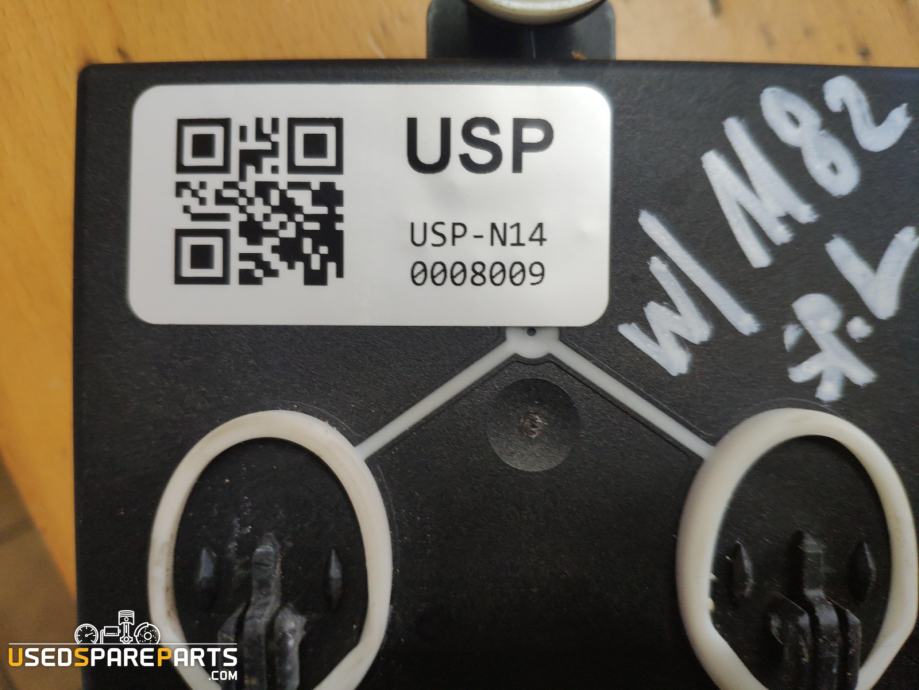 USP
USP-N14
0008009
W/ M82
USEDSPAREPARTS
.COM